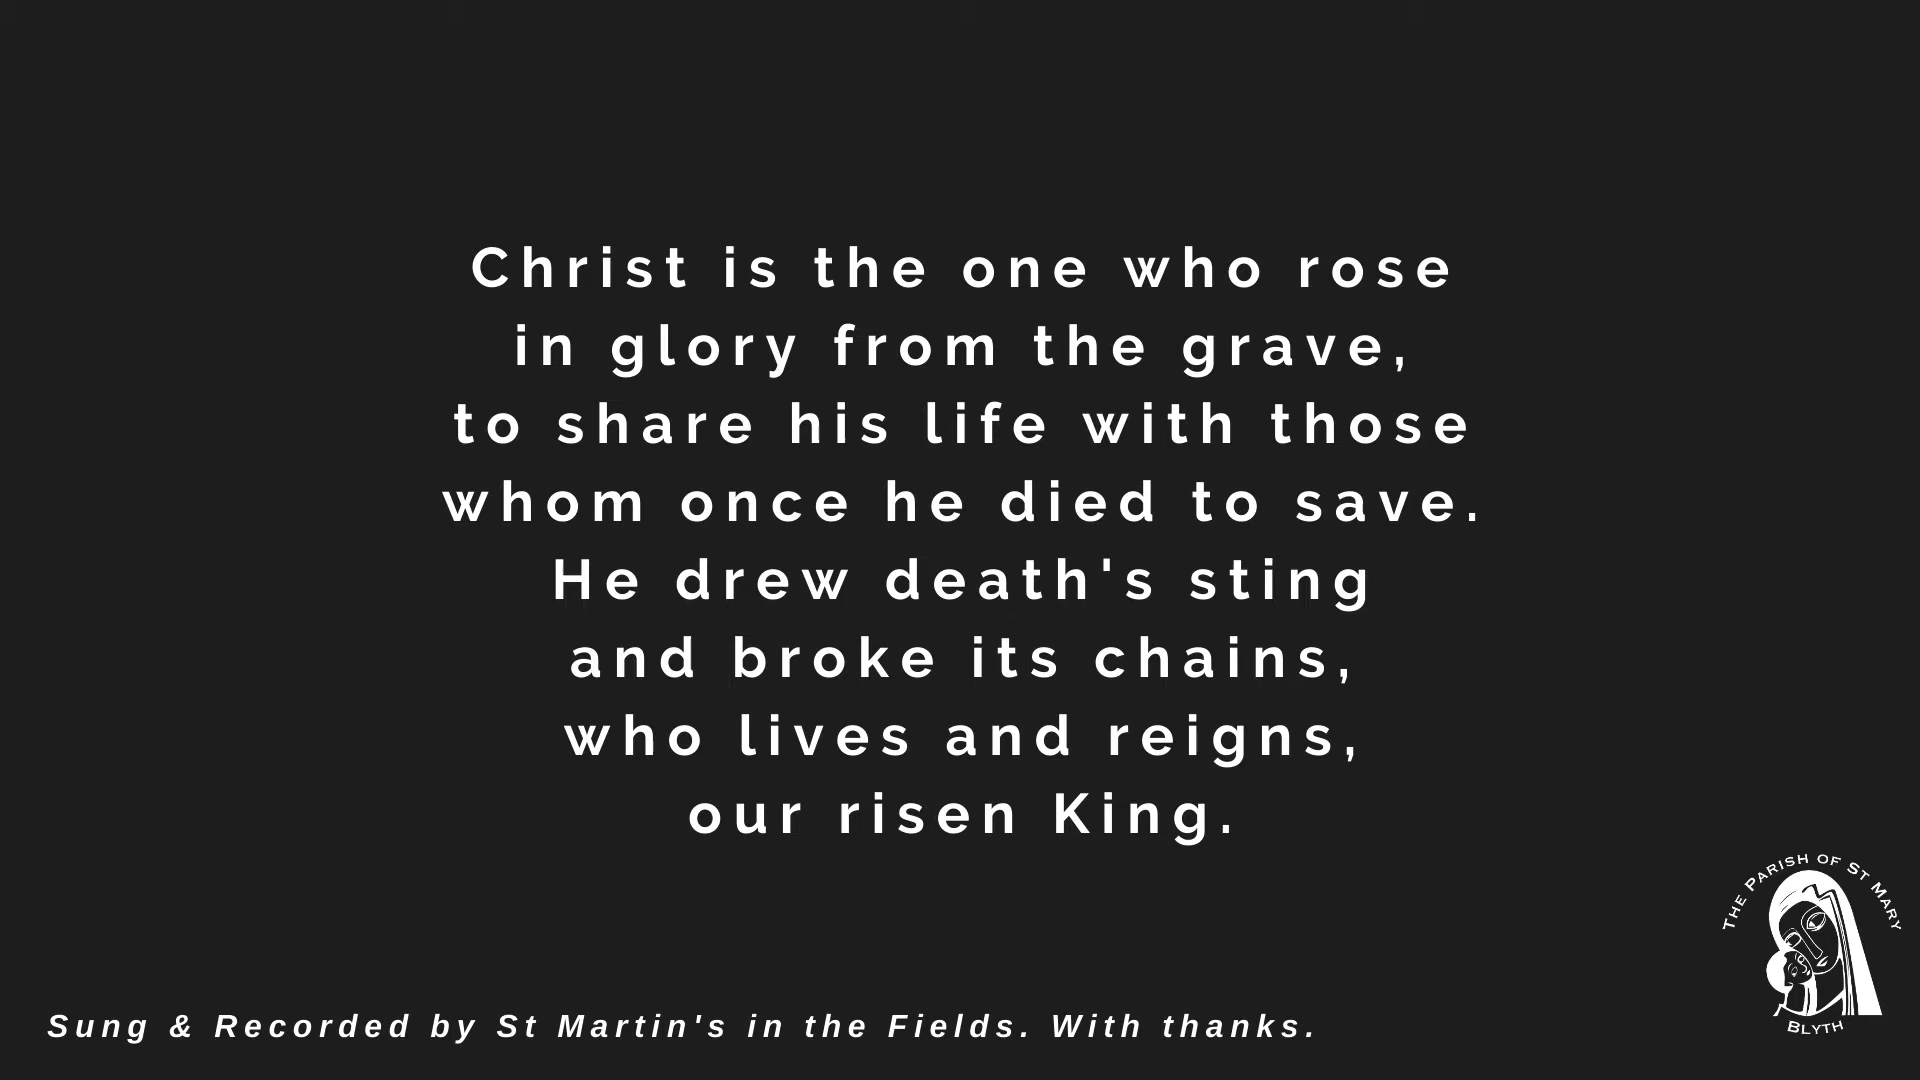 Christ is the one who rose
in glory from the grave,
to share his life with those
whom once he died to save.
He drew death's sting
and broke its chains,
who lives and reigns,
our risen King.
THE PARISH OF ST MARY
BLYTH
Sung & Recorded by St Martin's in the Fields. With thanks.